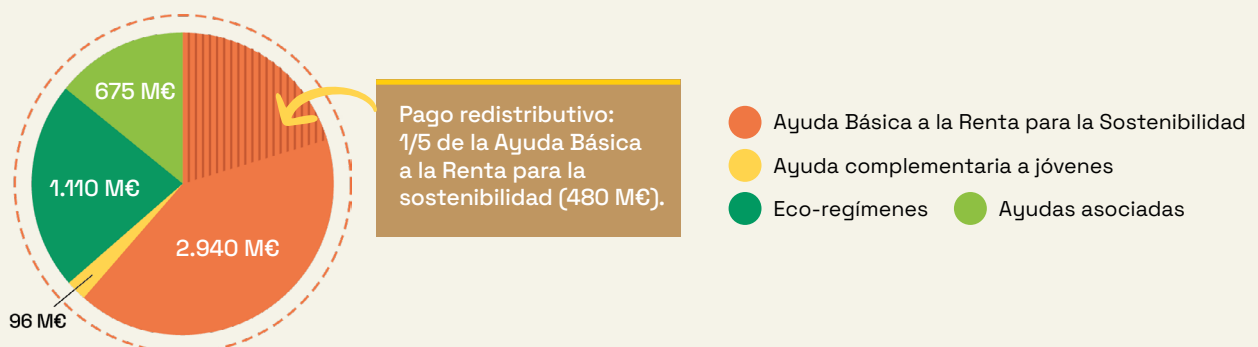 675 M€
1.110 M€
2.940 M€
96 M€
Pago redistributivo:
1/5 de la Ayuda Básica
a la Renta para la
sostenibilidad (480 M€).
Ayuda Básica a la Renta para la Sostenibilidad
Ayuda complementaria a jóvenes
Eco-regímenes
Ayudas asociadas